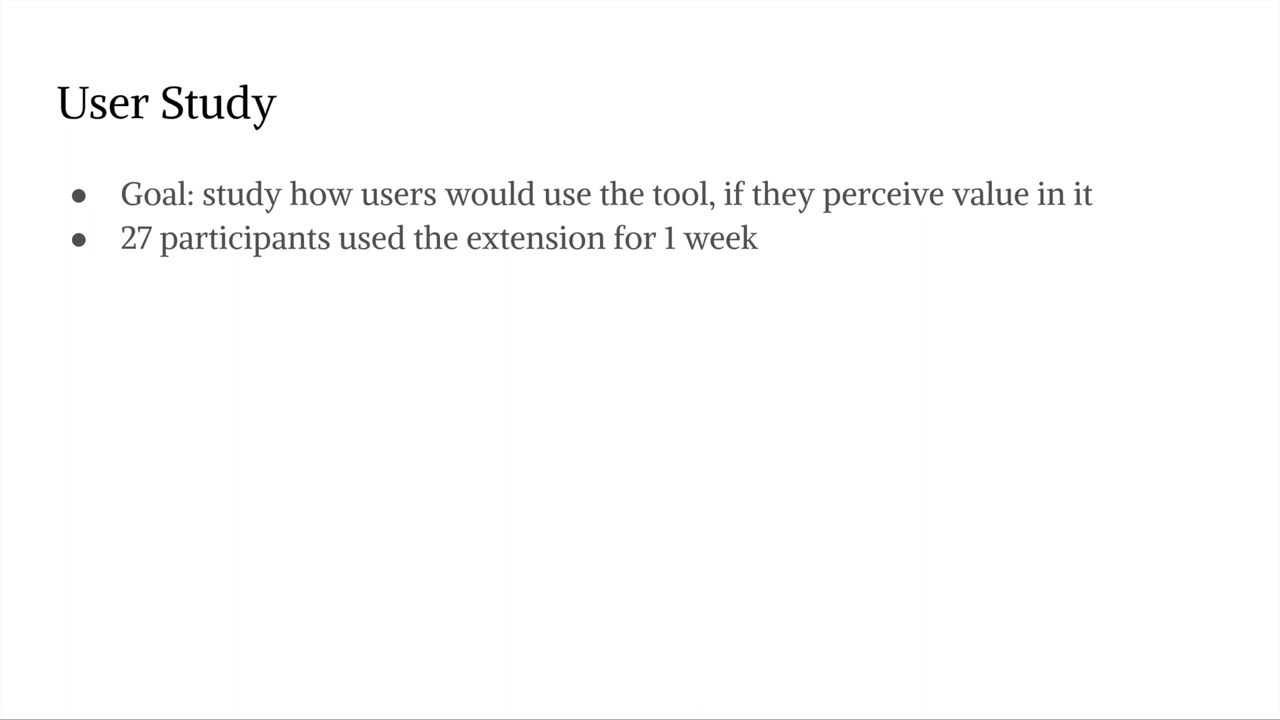 User Study
● Goal: study how users would use the tool, if they perceive value in it
● 27 participants used the extension for 1 week